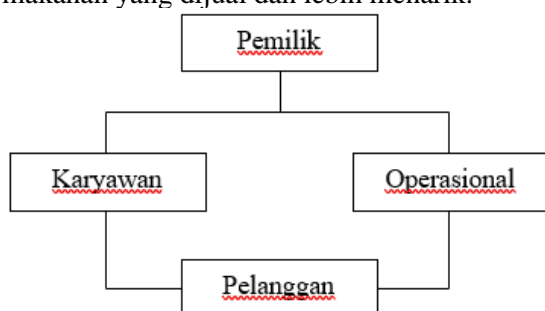 makanan yang dijual dan lebih menarik.
Pemilik
Karyawan
Operasional
Pelanggan